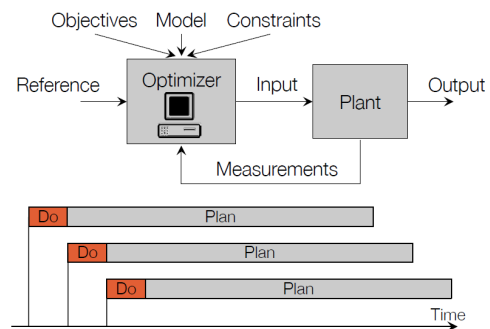 Objectives Model Constraints
Reference
Optimizer
Input
Plant
Output
Measurements
Do Plan
Do Plan
Do Plan
Time